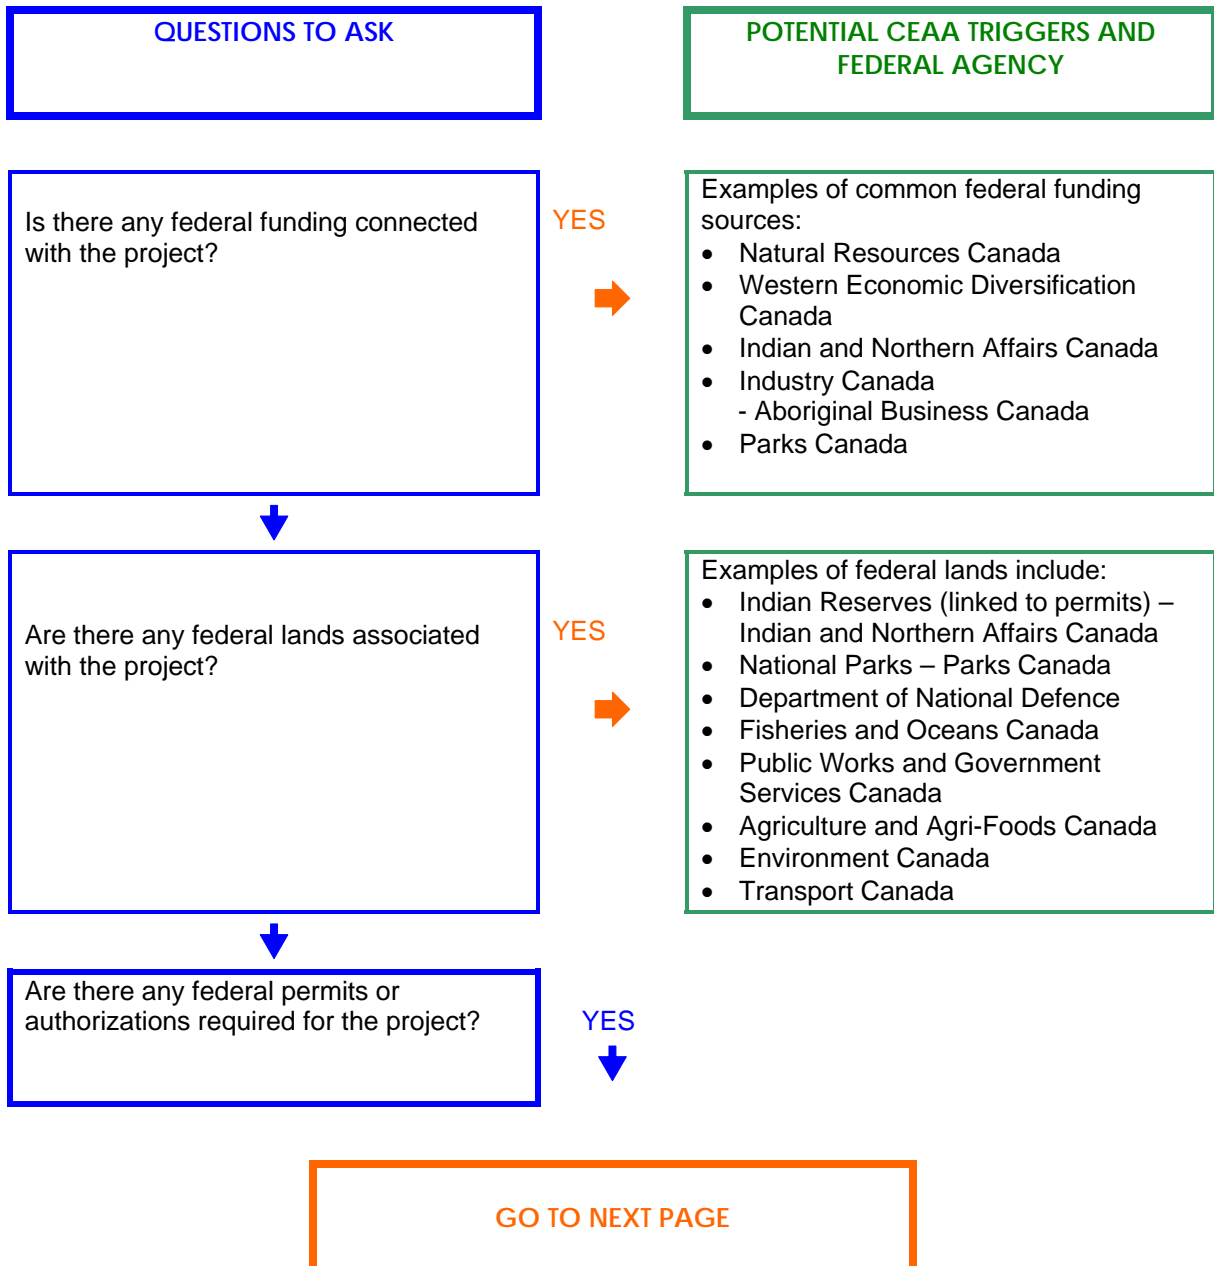 QUESTIONS TO ASK
POTENTIAL CEAA TRIGGERS AND
FEDERAL AGENCY
Is there any federal funding connected
with the project?
YES
Examples of common federal funding
sources:
• Natural Resources Canada
• Western Economic Diversification
Canada
• Indian and Northern Affairs Canada
• Industry Canada
- Aboriginal Business Canada
• Parks Canada
Are there any federal lands associated
with the project?
YES
Examples of federal lands include:
• Indian Reserves (linked to permits) –
Indian and Northern Affairs Canada
• National Parks – Parks Canada
• Department of National Defence
• Fisheries and Oceans Canada
• Public Works and Government
Services Canada
• Agriculture and Agri-Foods Canada
• Environment Canada
• Transport Canada
Are there any federal permits or
authorizations required for the project?
YES
GO TO NEXT PAGE